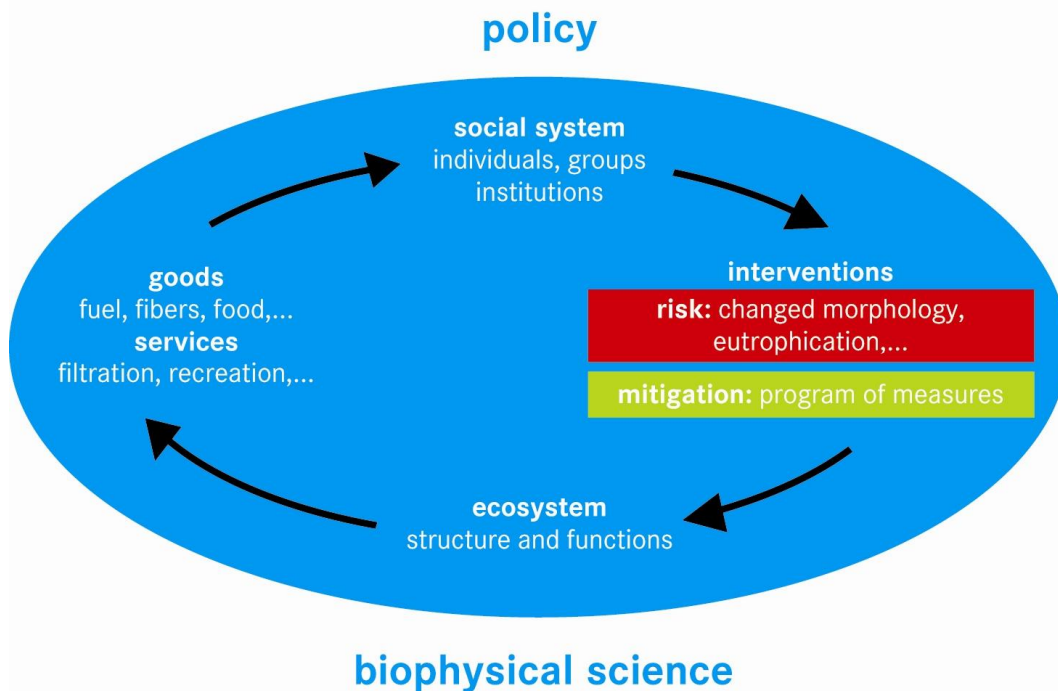 policy
social system
individuals, groups
institutions
goods
fuel, fibers, food,...
services
filtration, recreation,...
interventions
risk: changed morphology,
eutrophication,...
mitigation: program of measures
ecosystem
structure and functions
biophysical science